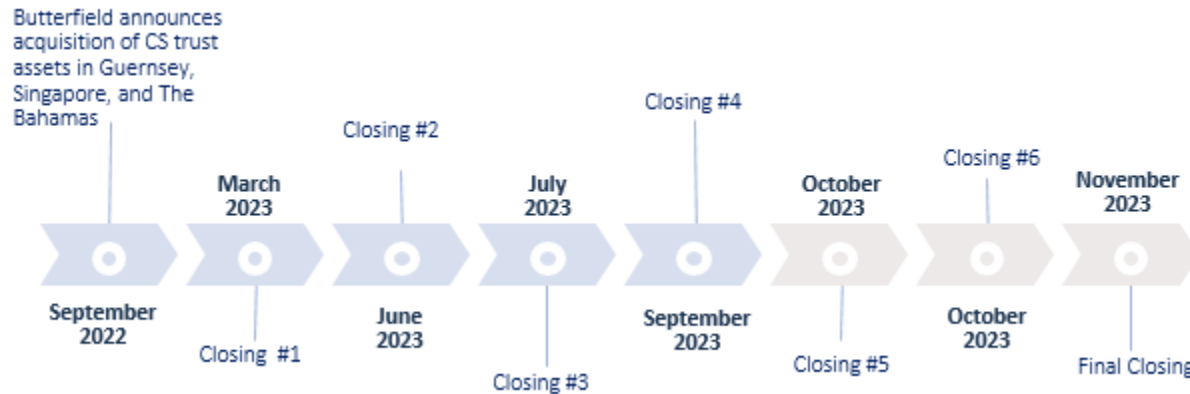 Butterfield announces
acquisition of CS trust
assets in Guernsey,
Singapore, and The
Bahamas
September
2022
March
2023
Closing #1
Closing #2
June
2023
July
2023
Closing #3
Closing #4
September
2023
October
2023
Closing #5
Closing #6
October
2023
November
2023
Final Closing